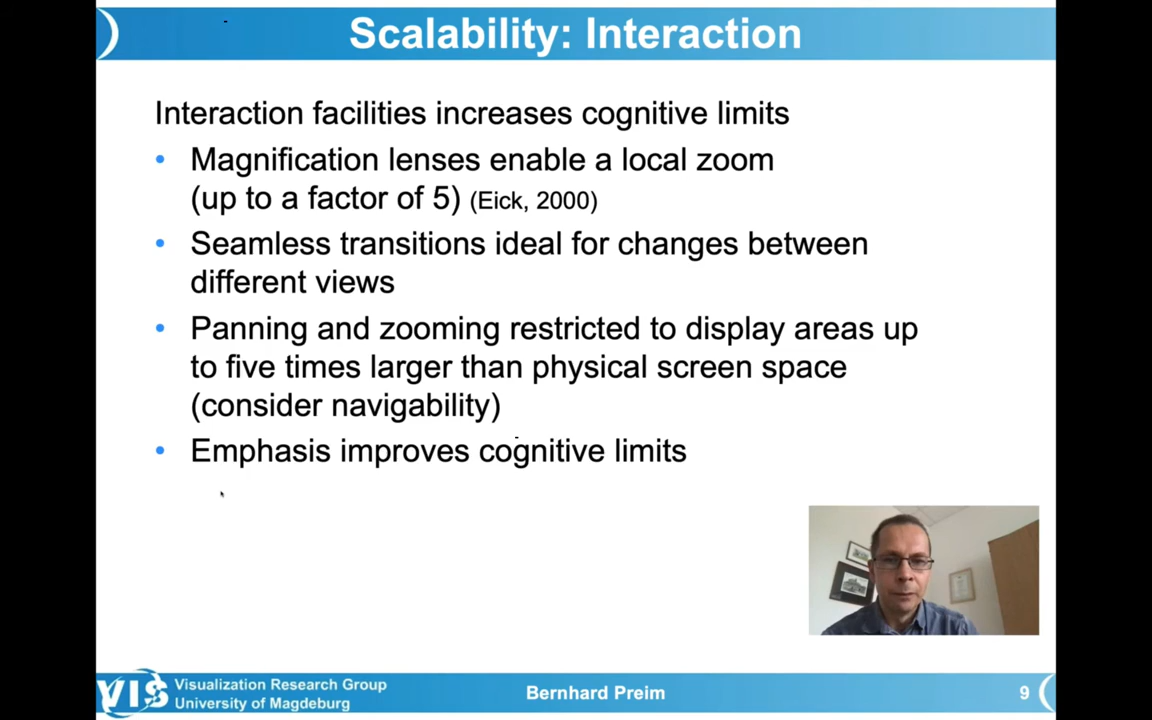 Scalability: Interaction
Interaction facilities increases cognitive limits
• Magnification lenses enable a local zoom
(up to a factor of 5) (Eick, 2000)
• Seamless transitions ideal for changes between
different views
• Panning and zooming restricted to display areas up
to five times larger than physical screen space
(consider navigability)
• Emphasis improves cognitive limits
VIS
Visualization Research Group
University of Magdeburg
Bernhard Preim
9